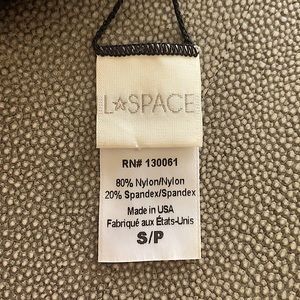 L☆SPACE
RN# 130061
80% Nylon/Nylon
20% Spandex/Spandex
Made in USA
Fabriqué aux États-Unis
S/P